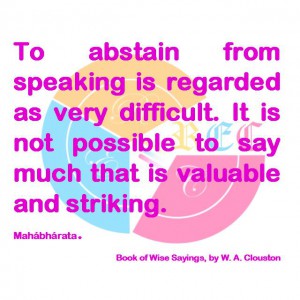 To abstain from
speaking is regarded
as very difficult. It is
not possible to say
much that is valuable
and striking.
Mahábhárata.
Book of Wise Sayings, by W. A. Clouston